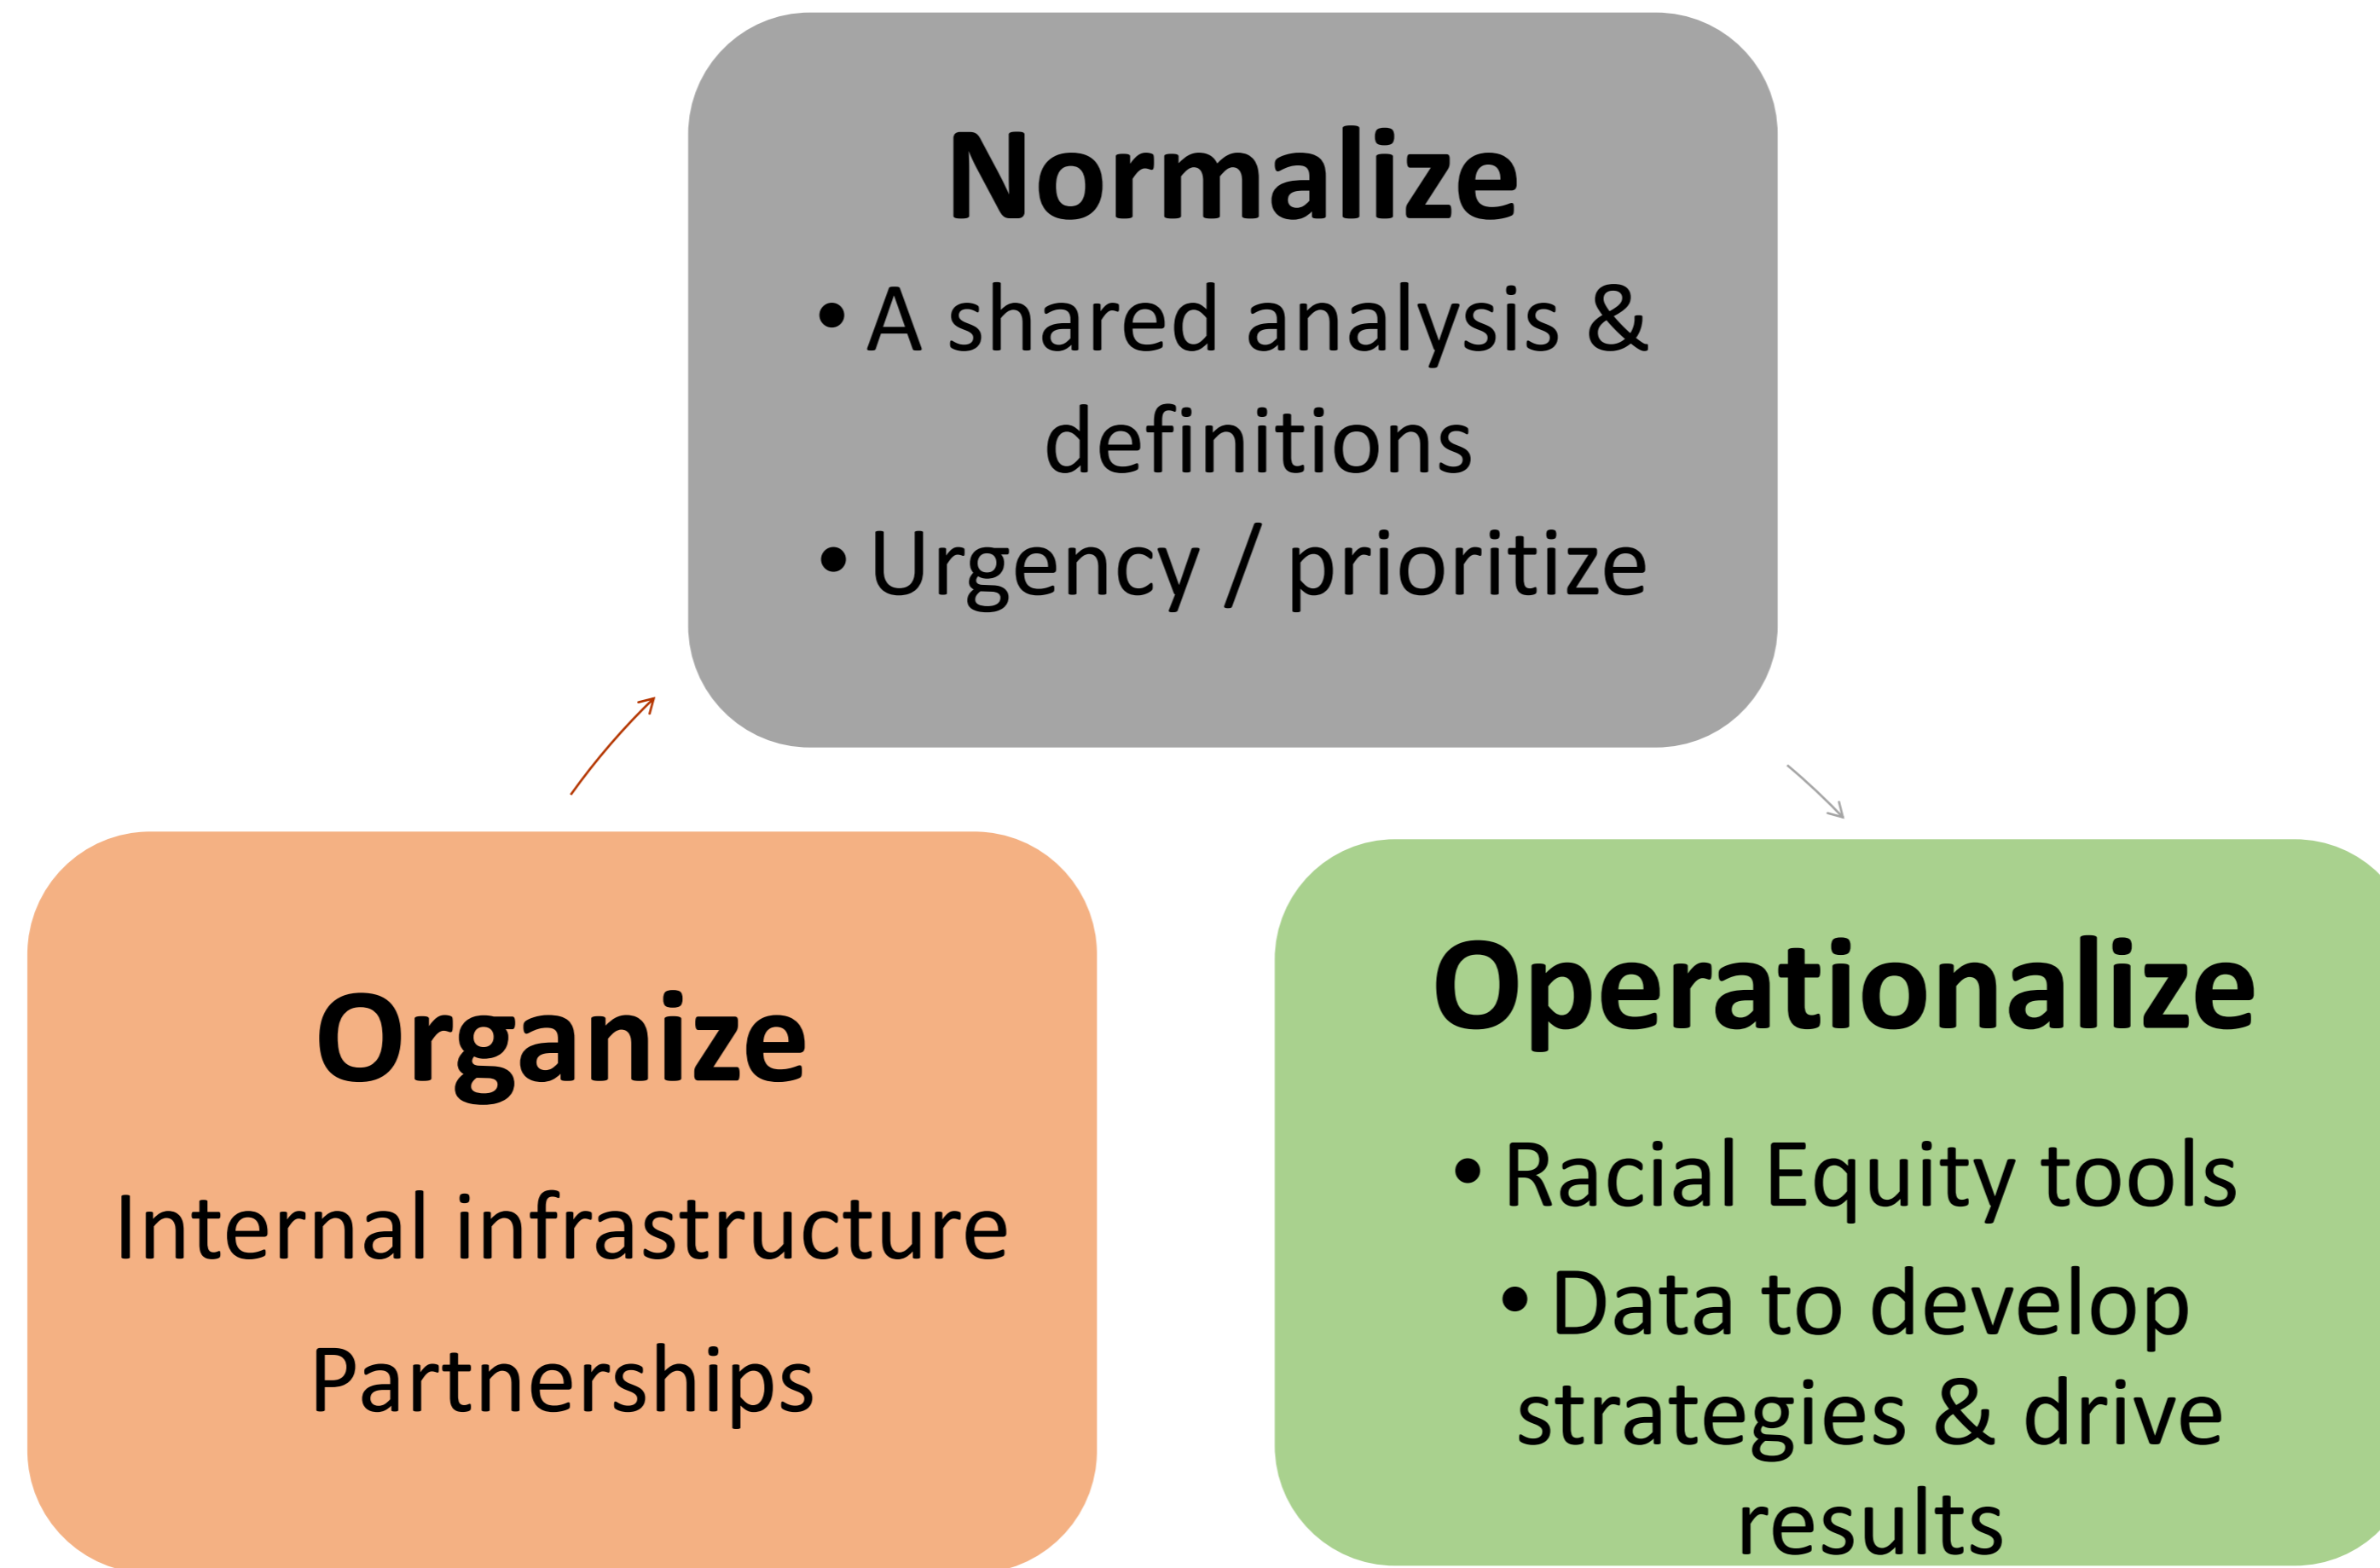 Normalize
• A shared analysis &
definitions
• Urgency / prioritize
Organize
Internal infrastructure
Partnerships
Operationalize
• Racial Equity tools
• Data to develop
strategies & drive
results